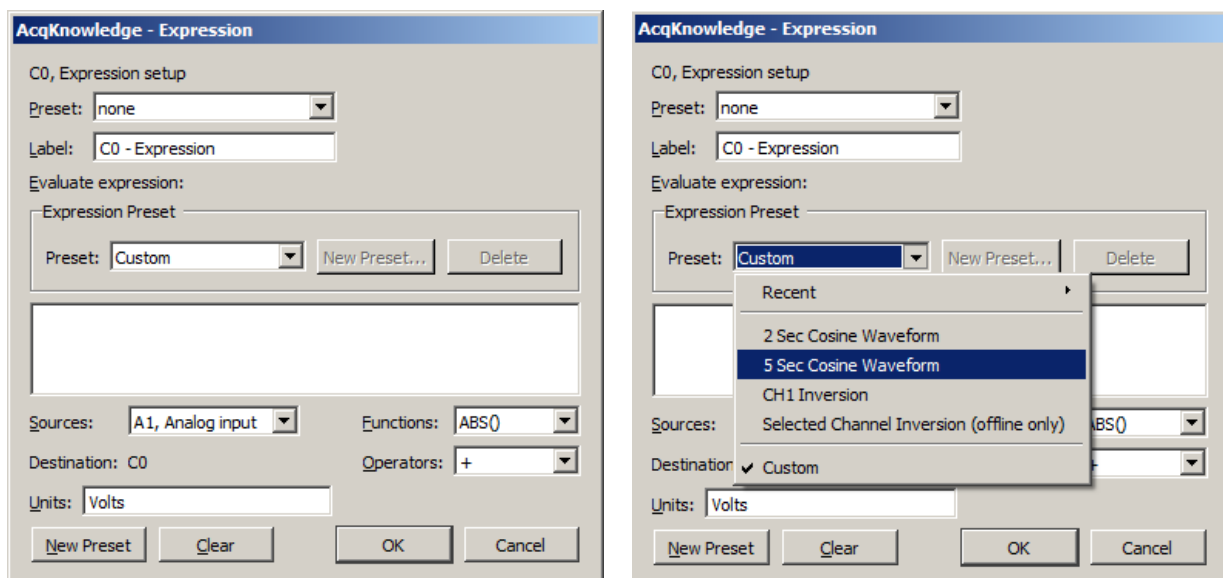 AcqKnowledge - Expression
C0, Expression setup
Preset: none
Label: C0 - Expression
Evaluate expression:
Expression Preset
Preset: Custom New Preset... Delete
Sources: A1, Analog input Functions: ABS()
Destination: C0 Operators: +
Units: Volts
New Preset Clear OK Cancel
AcqKnowledge - Expression
C0, Expression setup
Preset: none
Label: C0 - Expression
Evaluate expression:
Expression Preset
Preset: Custom New Preset... Delete
Recent
2 Sec Cosine Waveform
5 Sec Cosine Waveform
CH1 Inversion
Sources: Selected Channel Inversion (offline only) ABS()
Destination Custom +
Units: Volts
New Preset Clear OK Cancel